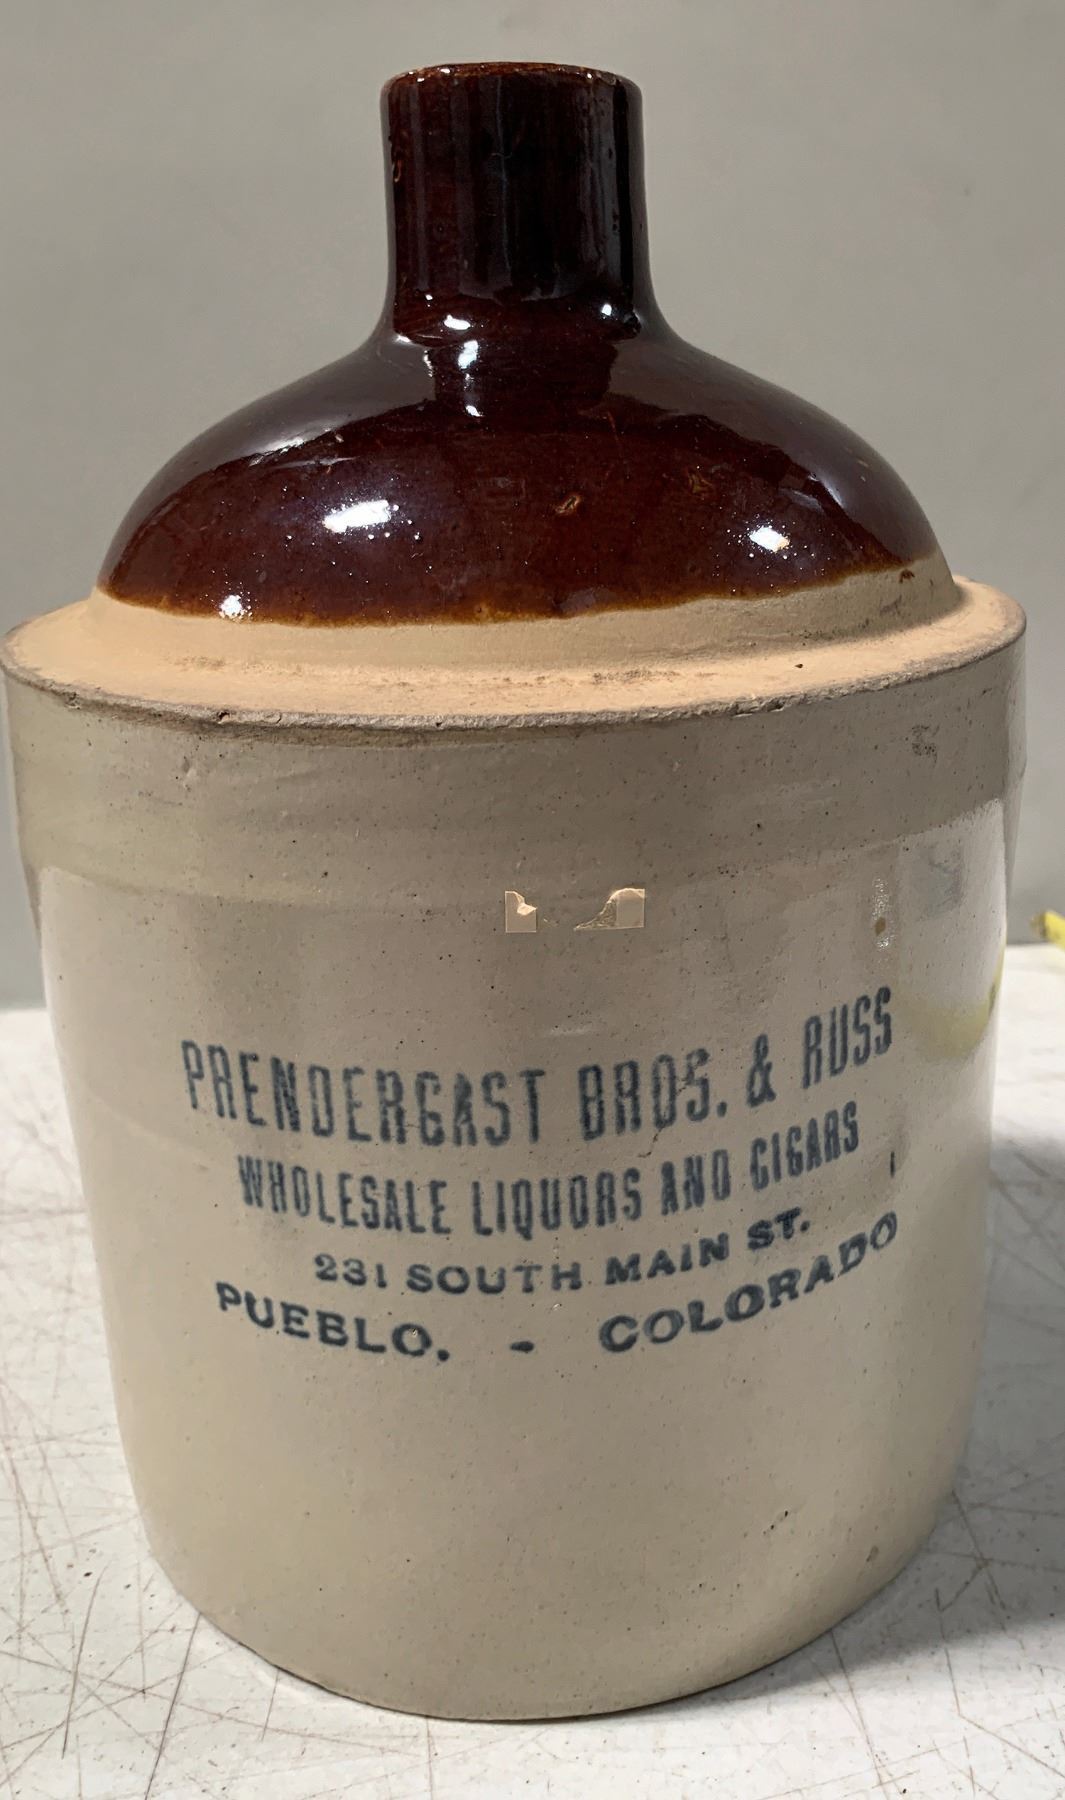 PRENDERGAST BROS. & RUSS
WHOLESALE LIQUORS AND CIGARS
231 SOUTH MAIN ST.
PUEBLO. - COLORADO